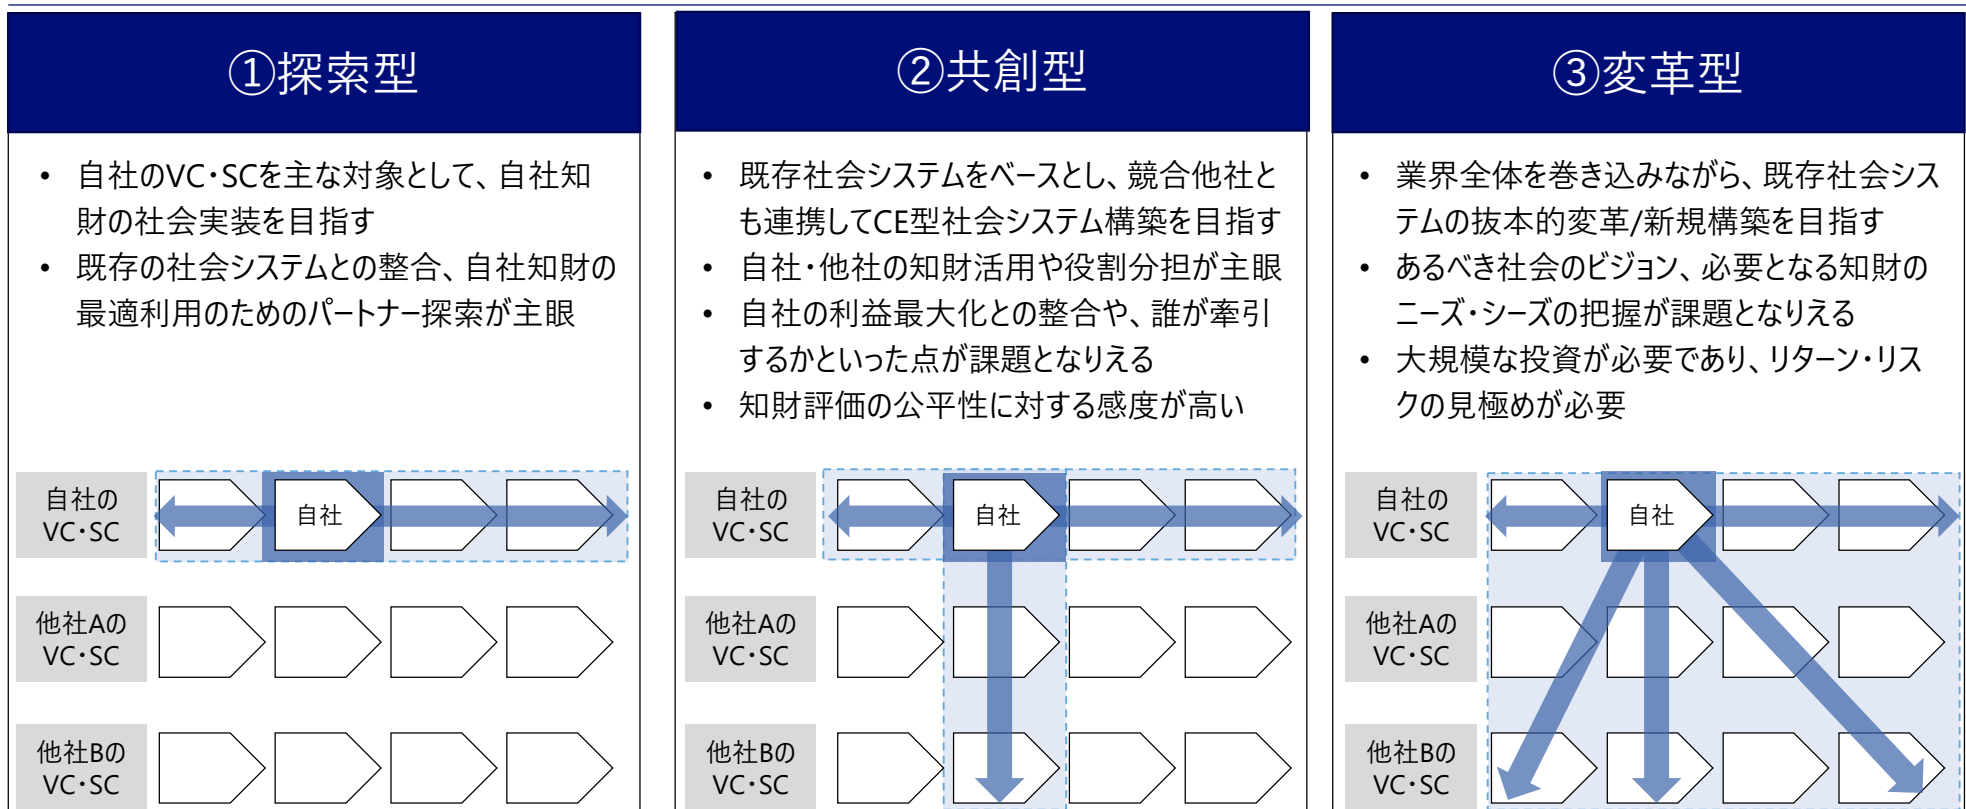 ①探索型
• 自社のVC・SCを主な対象として、自社知
財の社会実装を目指す
• 既存の社会システムとの整合、自社知財の
最適利用のためのパートナー探索が主眼
自社の
VC・SC
自社
他社Aの
VC・SC
他社Bの
VC・SC
②共創型
• 既存社会システムをベースとし、競合他社と
も連携してCE型社会システム構築を目指す
• 自社・他社の知財活用や役割分担が主眼
• 自社の利益最大化との整合や、誰が牽引
するかといった点が課題となりえる
• 知財評価の公平性に対する感度が高い
自社の
VC・SC
自社
他社Aの
VC・SC
他社Bの
VC・SC
③変革型
• 業界全体を巻き込みながら、既存社会シス
テムの抜本的変革/新規構築を目指す
• あるべき社会のビジョン、必要となる知財の
ニーズ・シーズの把握が課題となりえる
• 大規模な投資が必要であり、リターン・リス
クの見極めが必要
自社の
VC・SC
自社
他社Aの
VC・SC
他社Bの
VC・SC